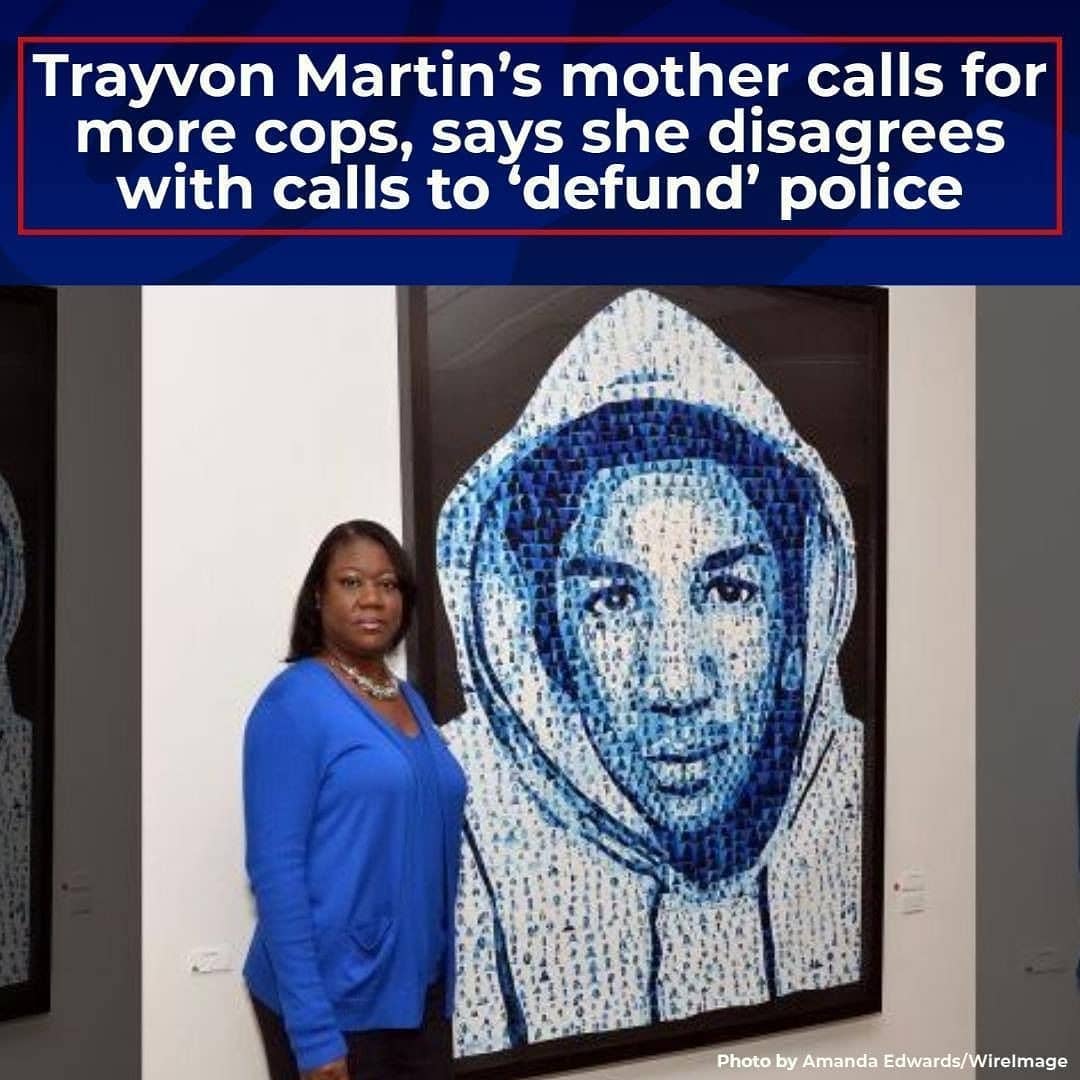 Trayvon Martin’s mother calls for
more cops, says she disagrees
with calls to ‘defund’ police
Photo by Amanda Edwards/WireImage